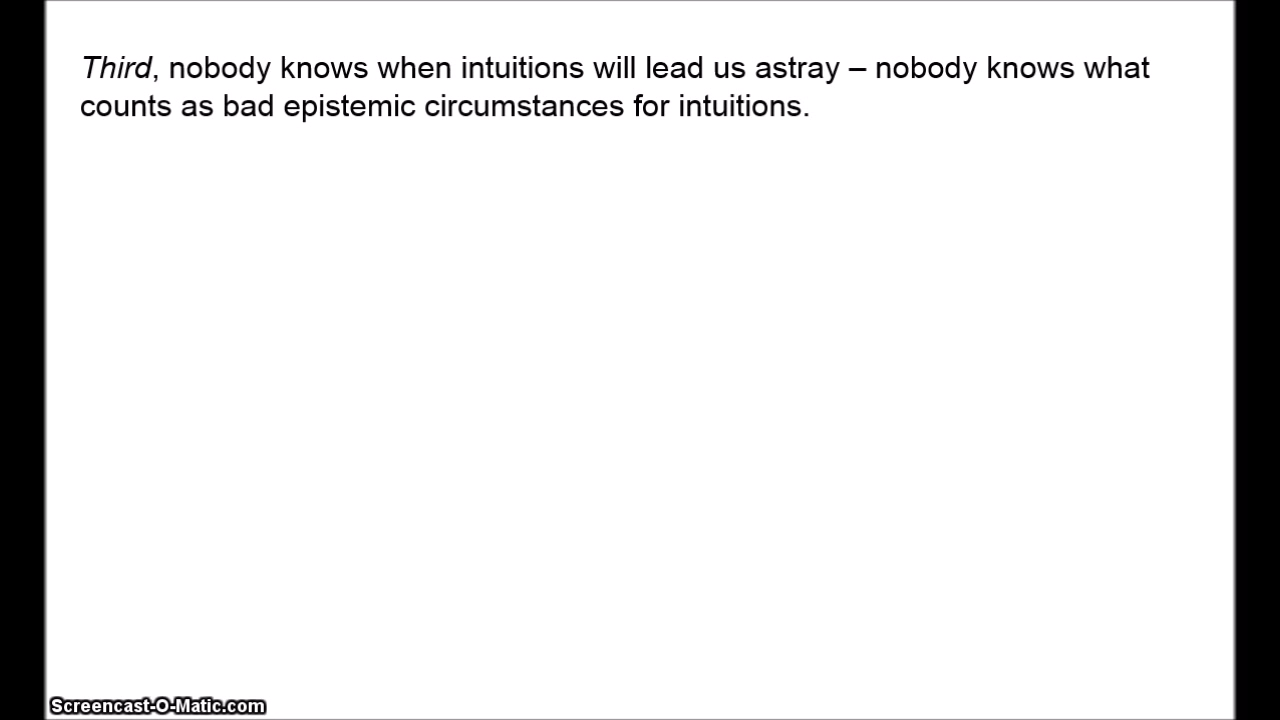 Third, nobody knows when intuitions will lead us astray – nobody knows what
counts as bad epistemic circumstances for intuitions.
Screencast-O-Matic.com